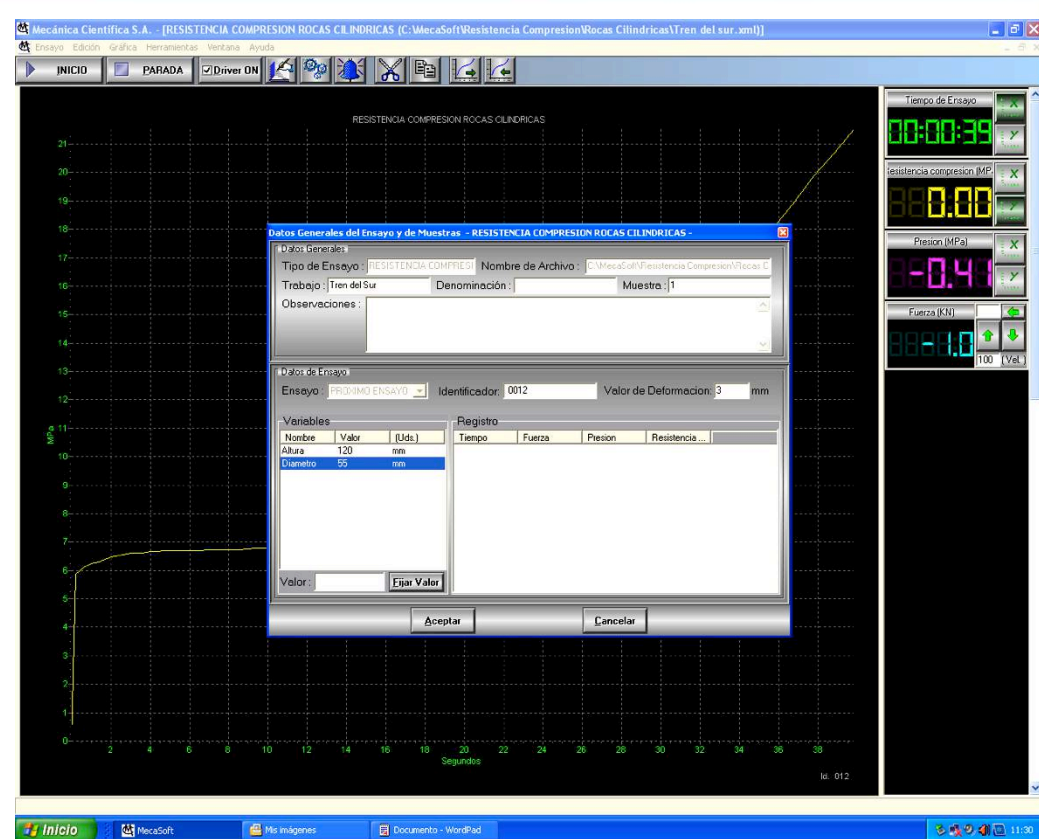 Mecánica Científica S.A. - [RESISTENCIA COMPRESION ROCAS CILINDRICAS (C:\MecaSoft\Resistencia Compresion\Rocas Cilindricas\Tren del sur.xml)]
Ensayo Edición Gráfica Herramientas Ventana Ayuda
INICIO PARADA Driver ON
RESISTENCIA COMPRESION ROCAS CILINDRICAS
Tiempo de Ensayo X
00:00:39 Y
esistencia compresion (MP. X
0.00 Y
Presion (MPa) X
-0.41 Y
Fuerza (KN)
-1.0
100 (Vel.)
21
20
19
18
17
16
15
14
13
12
MPa 11
10
9
8
7
6
5
4
3
2
1
0
2 4 6 8 10 12 14 16 18 20 22 24 26 28 30 32 34 36 38
Segundos
Id. 012
Datos Generales del Ensayo y de Muestras - RESISTENCIA COMPRESION ROCAS CILINDRICAS -
Datos Generales
Tipo de Ensayo : RESISTENCIA COMPRESI Nombre de Archivo : C:\MecaSoft\Resistencia Compresion\Rocas C
Trabajo : Tren del Sur Denominación : Muestra : 1
Observaciones :
Datos de Ensayo
Ensayo : PROXIMO ENSAYO Identificador: 0012 Valor de Deformacion: 3 mm
Variables
Nombre Valor (Uds.)
Altura 120 mm
Diametro 55 mm
Valor : Fijar Valor
Registro
Tiempo Fuerza Presion Resistencia ...
Aceptar Cancelar
Inicio MecaSoft Mis imágenes Documento - WordPad 11:30